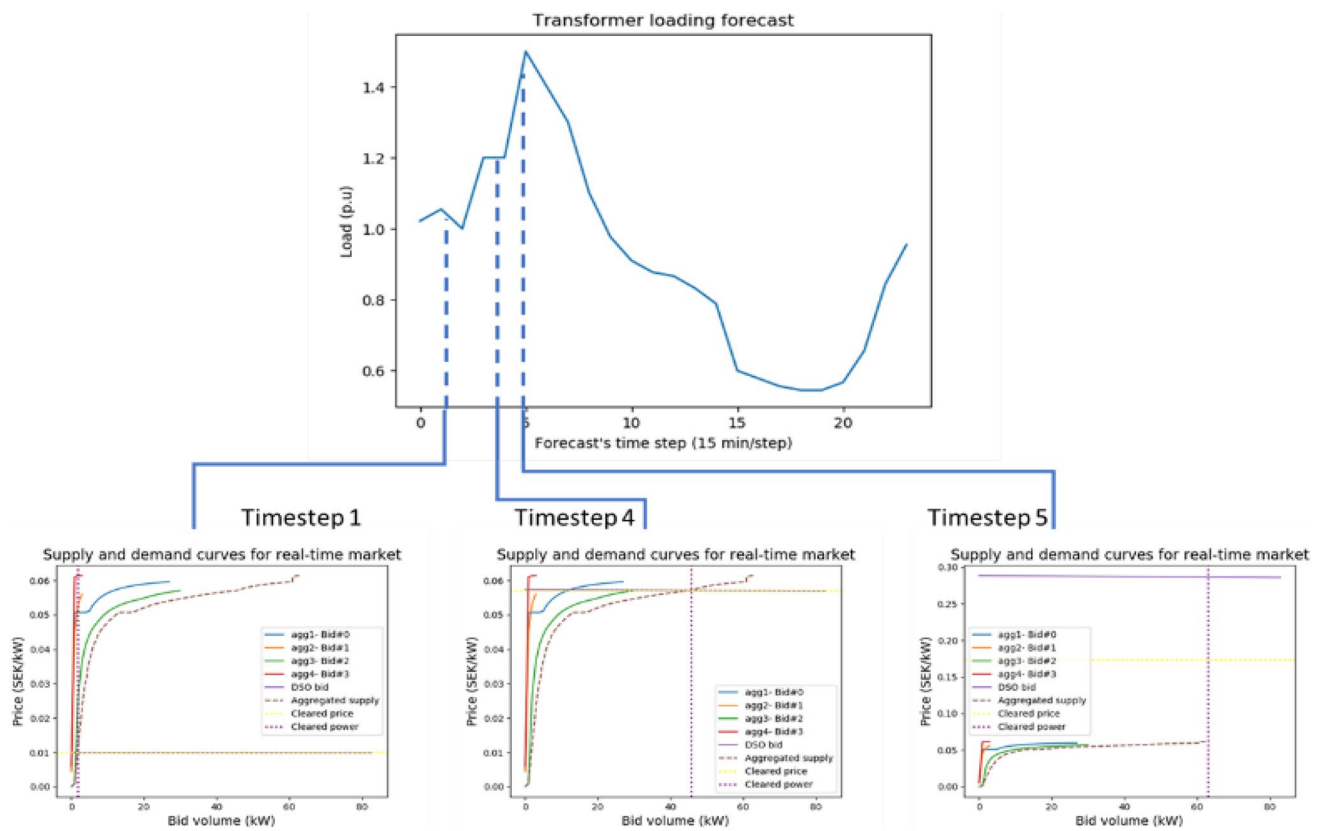 Transformer loading forecast
Load (p.u)
1.4
1.2
1.0
0.8
0.6
0
5
10
15
20
Forecast's time step (15 min/step)
Timestep 1
Supply and demand curves for real-time market
Price (SEK/kW)
0.06
0.05
0.04
0.03
0.02
0.01
0.00
agg1- Bid#0
agg2- Bid#1
agg3- Bid#2
agg4- Bid#3
DSO bid
Aggregated supply
Cleared price
Cleared power
0
20
40
60
80
Bid volume (kW)
Timestep 4
Supply and demand curves for real-time market
Price (SEK/kW)
0.06
0.05
0.04
0.03
0.02
0.01
0.00
agg1- Bid#0
agg2- Bid#1
agg3- Bid#2
agg4- Bid#3
DSO bid
Aggregated supply
Cleared price
Cleared power
0
20
40
60
80
Bid volume (kW)
Timestep 5
Supply and demand curves for real-time market
Price (SEK/kW)
0.30
0.25
0.20
0.15
0.10
0.05
0.00
agg1- Bid#0
agg2- Bid#1
agg3- Bid#2
agg4- Bid#3
DSO bid
Aggregated supply
Cleared price
Cleared power
0
20
40
60
80
Bid volume (kW)